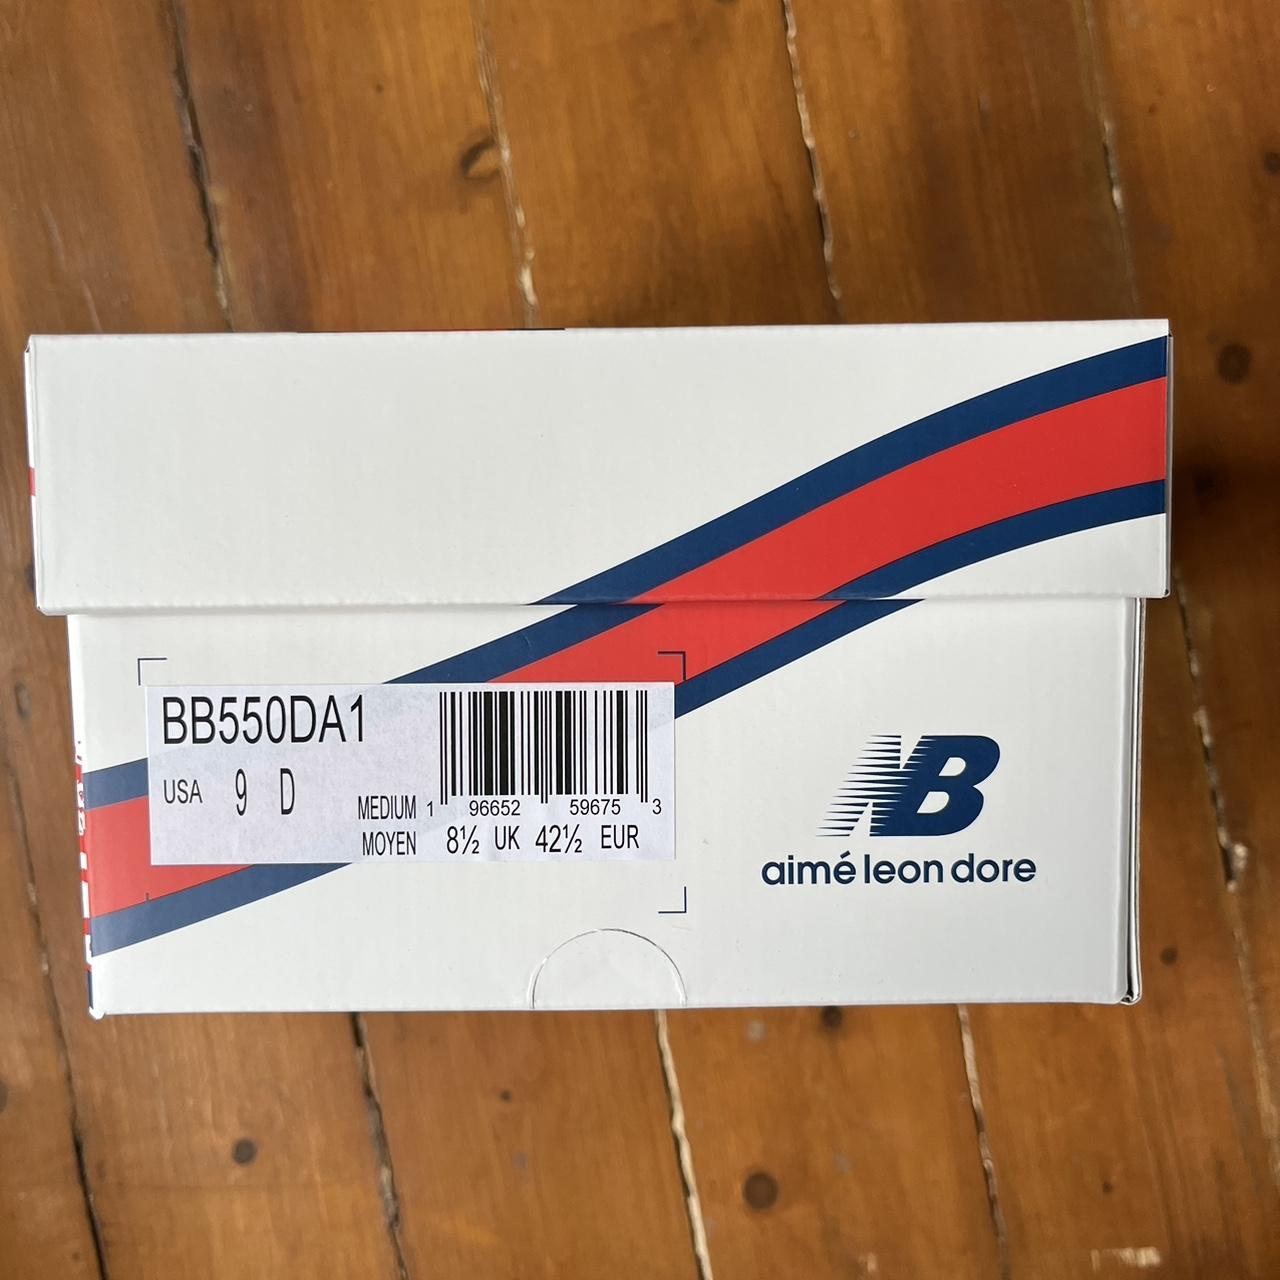 BB550DA1
USA 9 D
MEDIUM
MOYEN 8½ UK 42½ EUR
1 96652 59675 3
NB
aimé leon dore